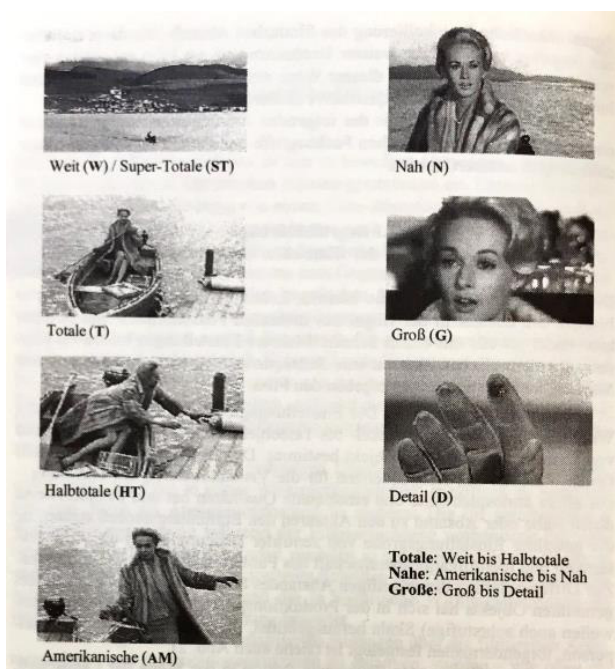 Weit (W) / Super-Totale (ST)
Totale (T)
Halbtotale (HT)
Amerikanische (AM)
Nah (N)
Groß (G)
Detail (D)
Totale: Weit bis Halbtotale
Nahe: Amerikanische bis Nah
Große: Groß bis Detail